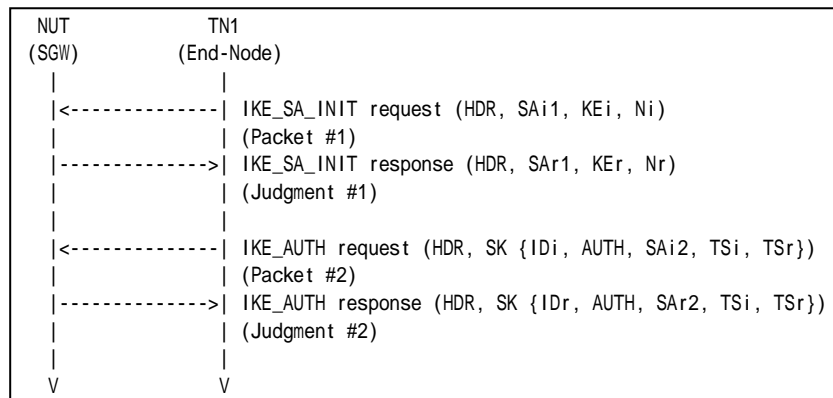 NUT TN1
(SGW) (End-Node)
| |
|<--------------| IKE_SA_INIT request (HDR, SAi1, KEi, Ni)
| | (Packet #1)
|-------------->| IKE_SA_INIT response (HDR, SAr1, KEr, Nr)
| | (Judgment #1)
| |
|<--------------| IKE_AUTH request (HDR, SK {IDi, AUTH, SAi2, TSi, TSr})
| | (Packet #2)
|-------------->| IKE_AUTH response (HDR, SK {IDr, AUTH, SAr2, TSi, TSr})
| | (Judgment #2)
| |
V V